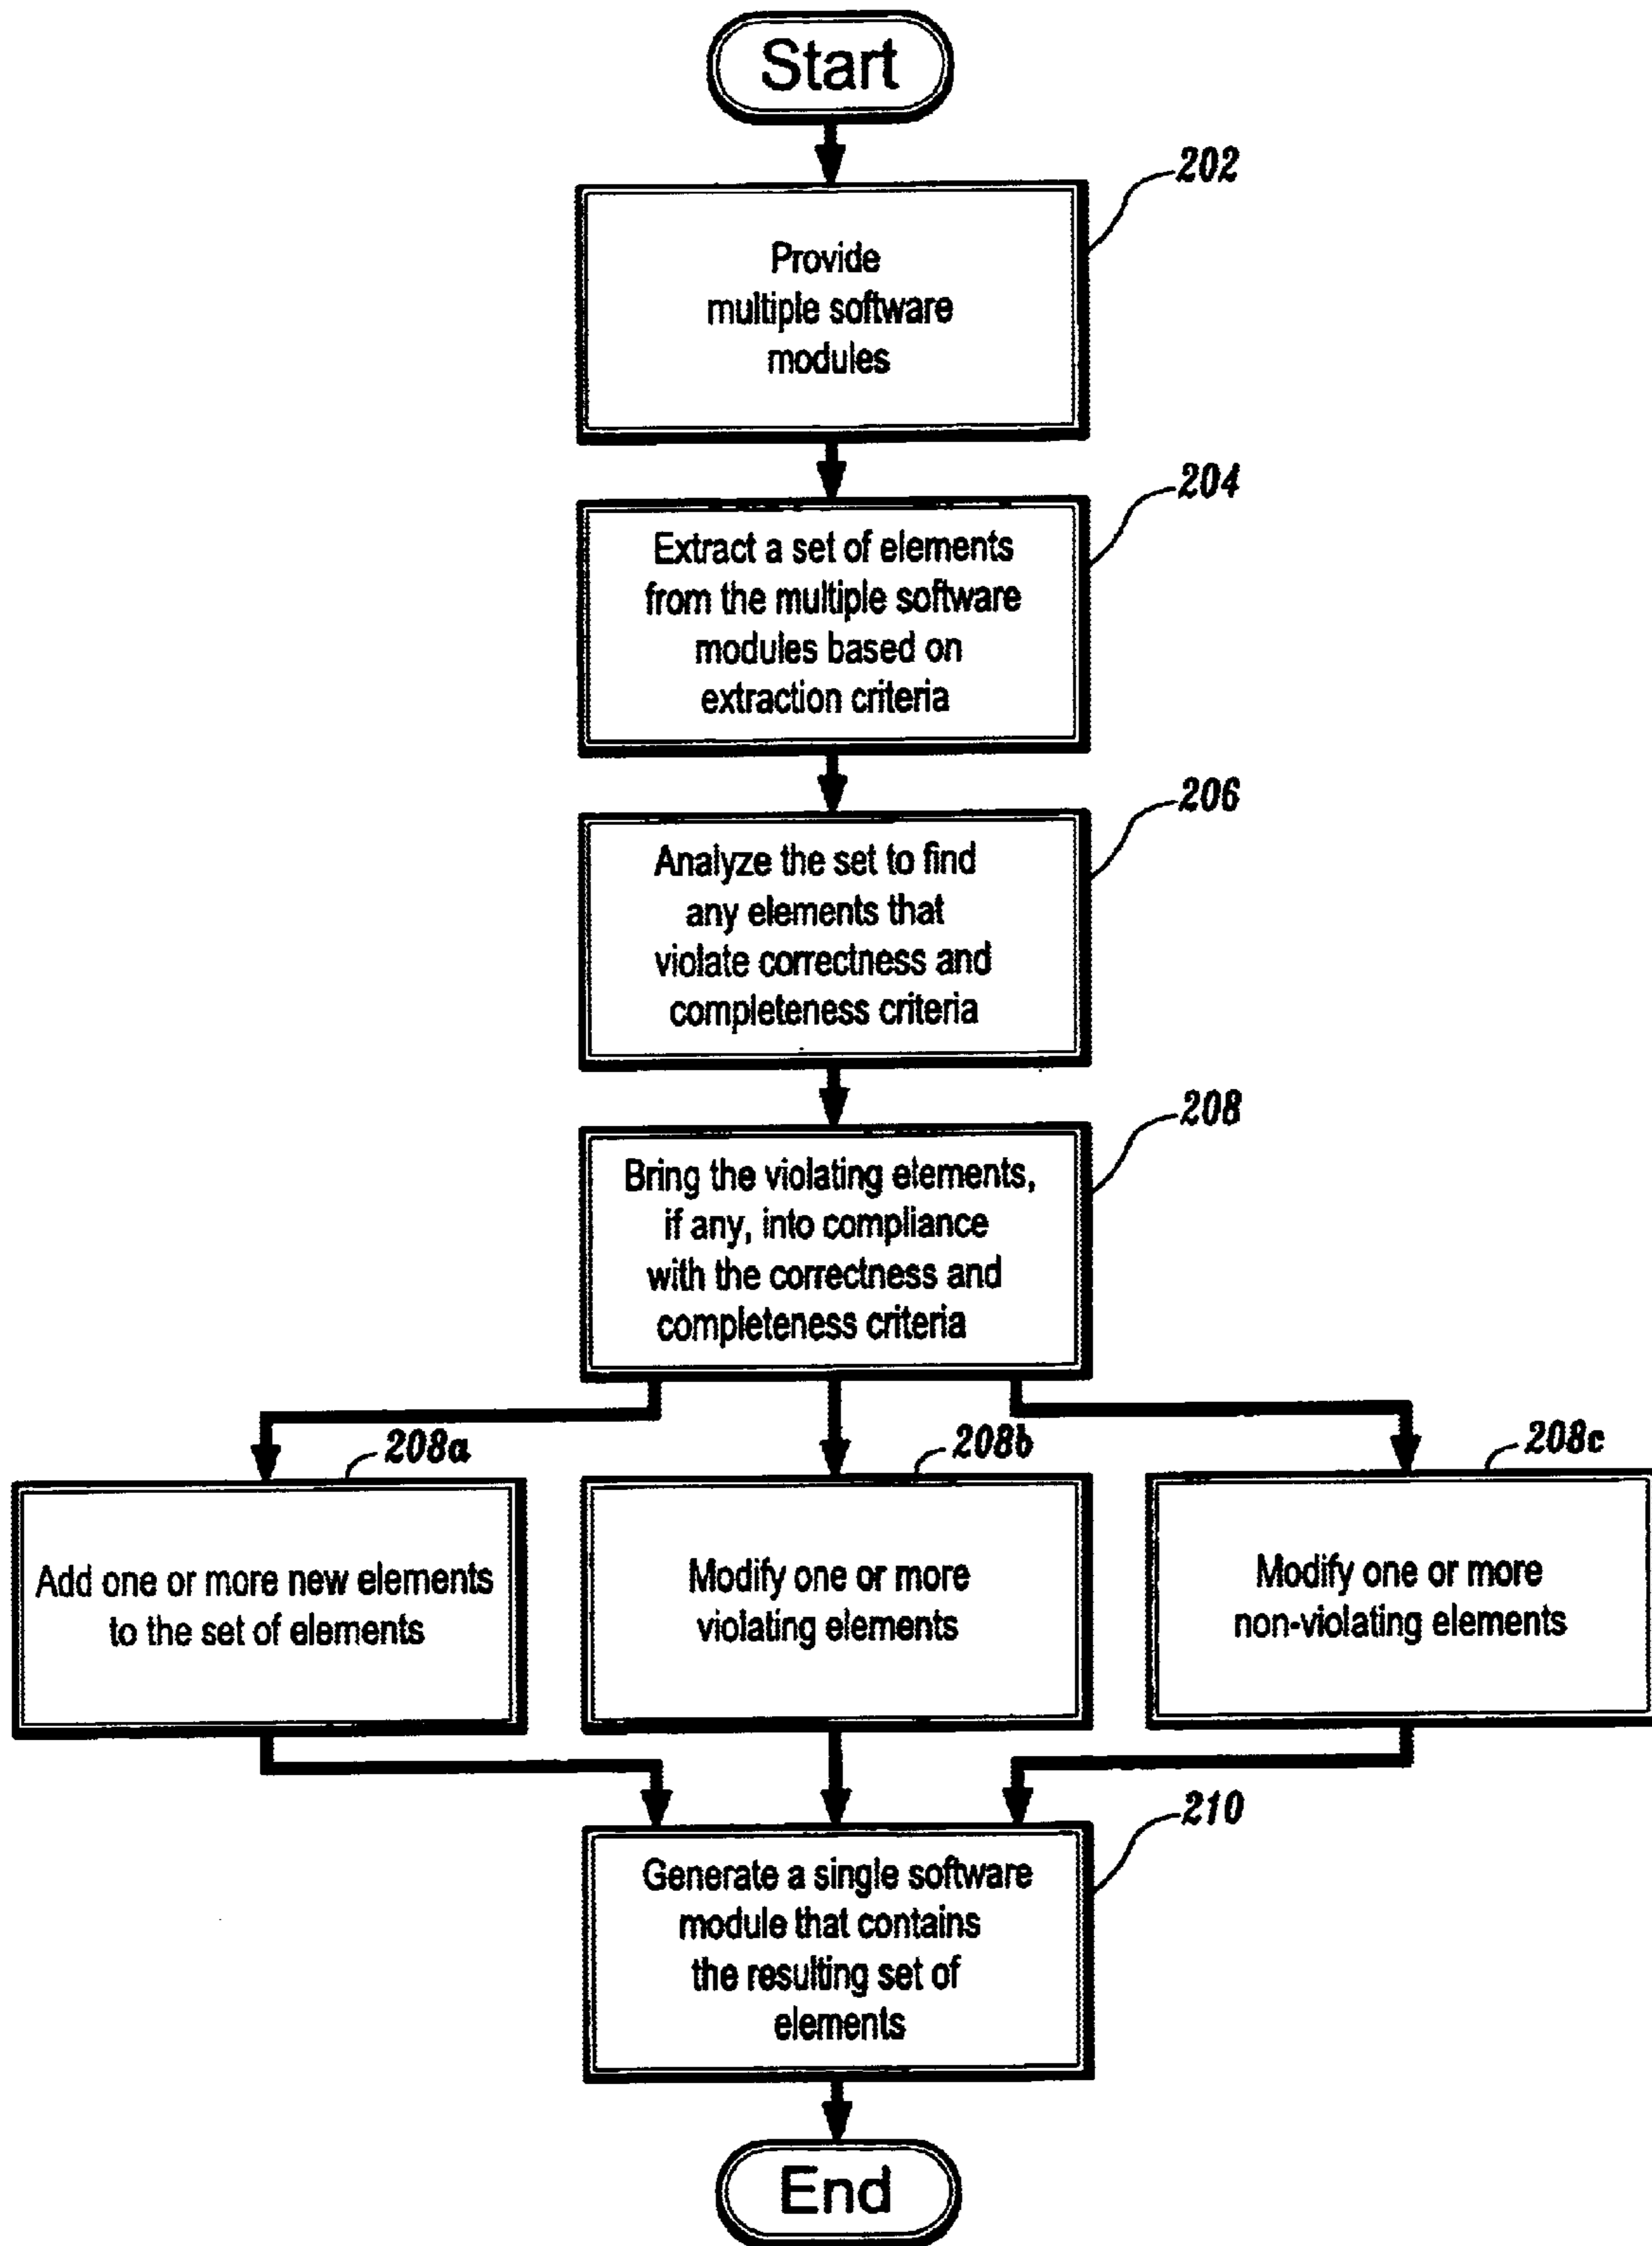 Start
202
Provide
multiple software
modules
204
Extract a set of elements
from the multiple software
modules based on
extraction criteria
206
Analyze the set to find
any elements that
violate correctness and
completeness criteria
208
Bring the violating elements,
if any, into compliance
with the correctness and
completeness criteria
208a
Add one or more new elements
to the set of elements
208b
Modify one or more
violating elements
208c
Modify one or more
non-violating elements
210
Generate a single software
module that contains
the resulting set of
elements
End